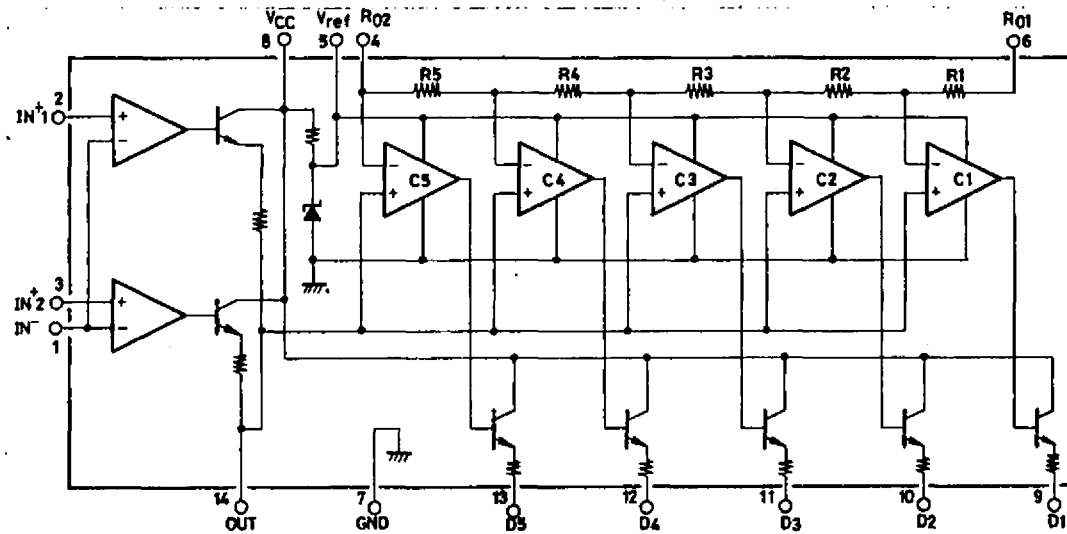 VCC Vref R02 R01
8 5 4 6
R5 R4 R3 R2 R1
2
IN+1
+
−
− − − − −
C5 C4 C3 C2 C1
+ + + + +
3
IN+2
+
IN−
−
1
14 7 13 12 11 10 9
OUT GND D5 D4 D3 D2 D1